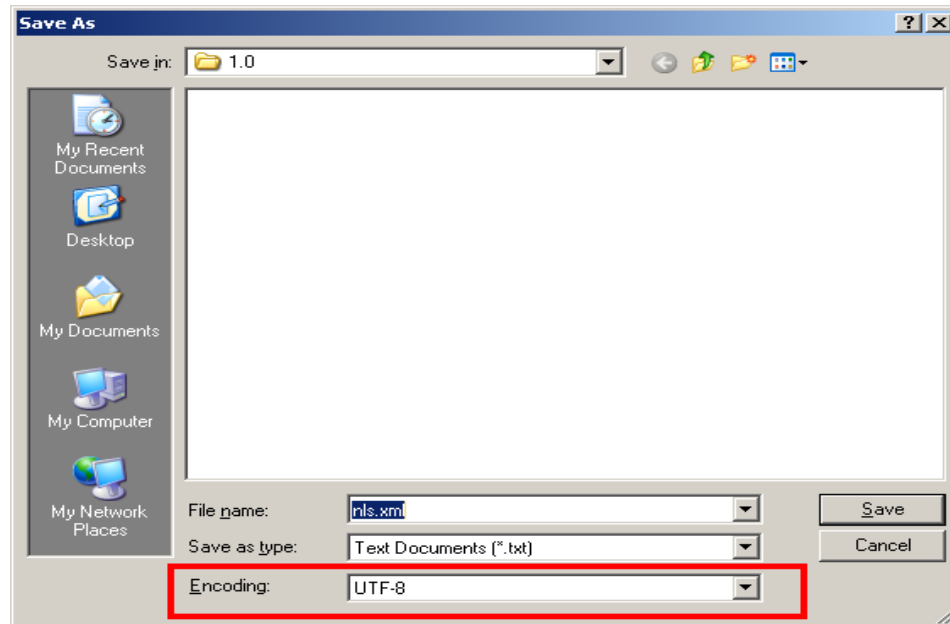 Save As
Save in: 1.0
My Recent
Documents
Desktop
My Documents
My Computer
My Network
Places
File name: nls.xml Save
Save as type: Text Documents (*.txt) Cancel
Encoding: UTF-8